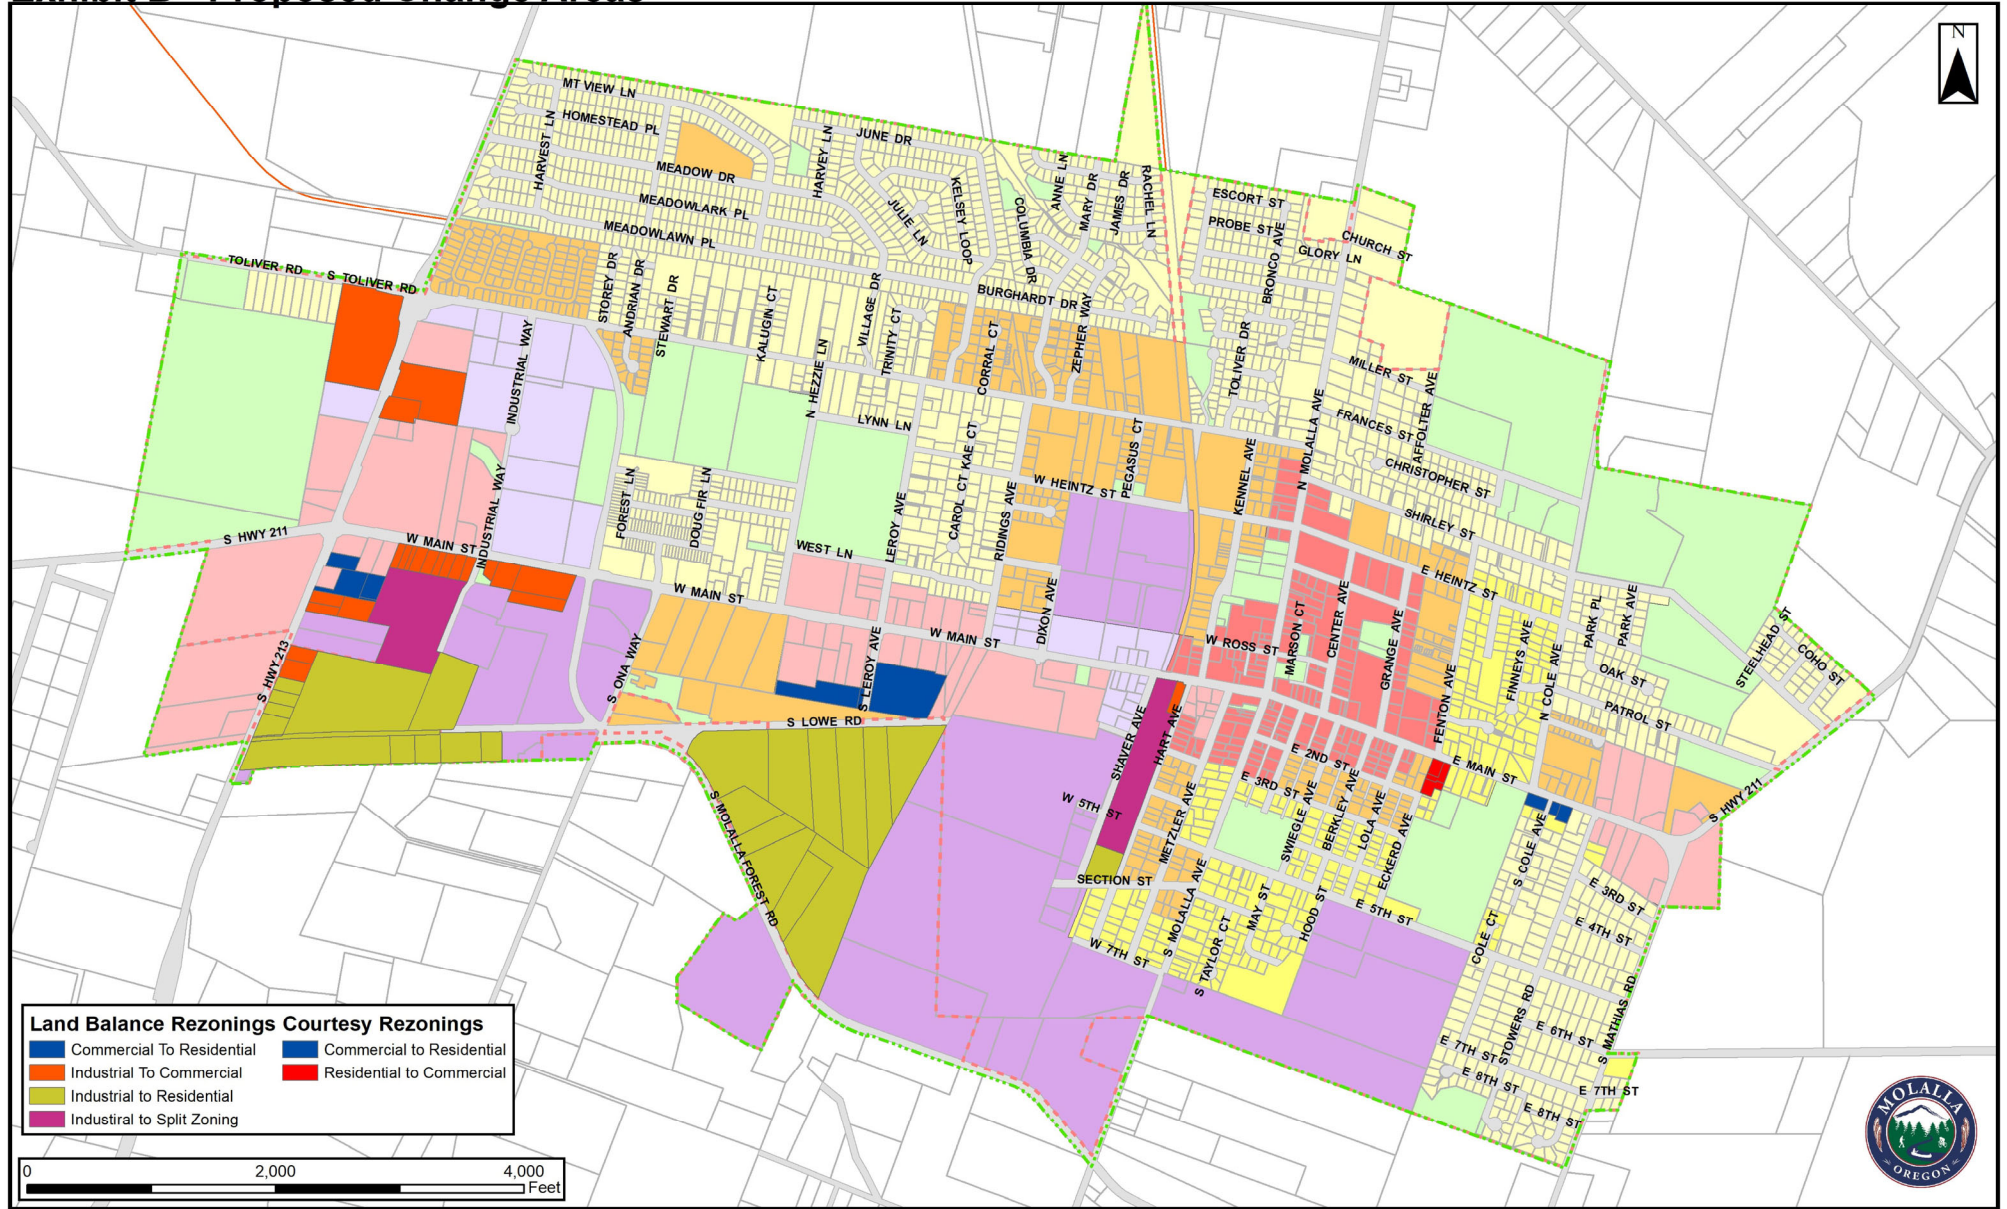 Exhibit B - Proposed Change Areas
N
MT VIEW LN
HOMESTEAD PL
HARVEST LN
MEADOW DR
MEADOWLARK PL
MEADOWLAWN PL
HARVEY LN
JUNE DR
JULIE LN
KELSEY LOOP
COLUMBIA DR
ANNE LN
MARY DR
JAMES DR
RACHEL LN
ESCORT ST
PROBE ST
BRONCO AVE
GLORY LN
CHURCH ST
TOLIVER RD
S TOLIVER RD
STOREY DR
ANDRIAN DR
STEWART DR
KALUGIN CT
VILLAGE DR
TRINITY CT
N HEZZIE LN
BURGHARDT DR
CORRAL CT
ZEPHER WAY
TOLIVER DR
MILLER ST
AFFOLTER AVE
FRANCES ST
CHRISTOPHER ST
N MOLALLA AVE
INDUSTRIAL WAY
LYNN LN
KAE CT
CAROL CT
PEGASUS CT
KENNEL AVE
W HEINTZ ST
RIDINGS AVE
SHIRLEY ST
E HEINTZ ST
INDUSTRIAL WAY
FOREST LN
DOUG FIR LN
LEROY AVE
WEST LN
S HWY 211
W MAIN ST
W MAIN ST
W MAIN ST
DIXON AVE
W ROSS ST
MARSON CT
CENTER AVE
GRANGE AVE
FENTON AVE
FINNEYS AVE
N COLE AVE
PARK PL
PARK AVE
OAK ST
PATROL ST
STEELHEAD ST
COHO ST
S HWY 213
S ONA WAY
S LEROY AVE
S LOWE RD
SHAVER AVE
HART AVE
E 2ND ST
E 3RD ST
E MAIN ST
S HWY 211
W 5TH ST
METZLER AVE
SWIEGLE AVE
BERKLEY AVE
LOLA AVE
ECKERD AVE
S COLE AVE
SECTION ST
S MOLALLA FOREST RD
S MOLALLA AVE
MAY ST
HOOD ST
E 5TH ST
E 3RD ST
E 4TH ST
W 7TH ST
S TAYLOR CT
COLE CT
STOWERS RD
E 6TH ST
S MATHIAS RD
E 7TH ST
E 8TH ST
E 7TH ST
E 8TH ST
Land Balance Rezonings Courtesy Rezonings
Commercial To Residential Commercial to Residential
Industrial To Commercial Residential to Commercial
Industrial to Residential
Industiral to Split Zoning
0 2,000 4,000
Feet
MOLALLA
OREGON